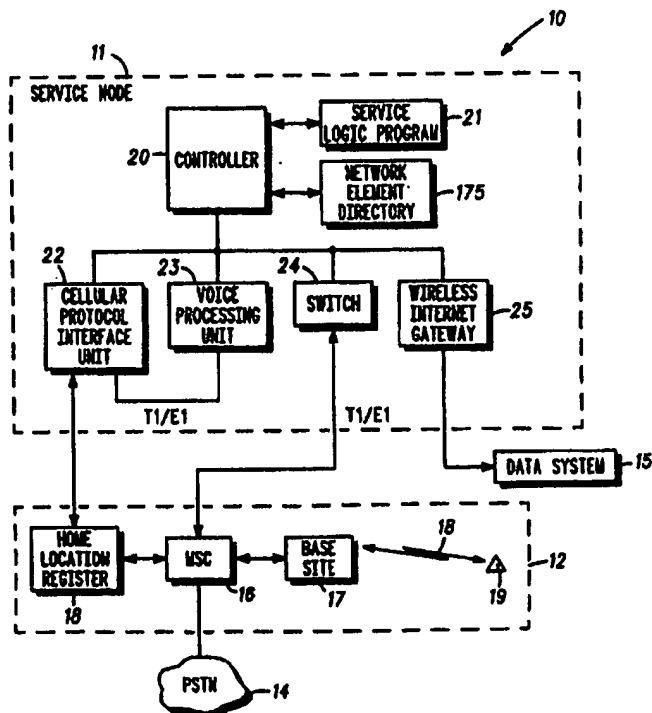 10
11
SERVICE NODE
20
CONTROLLER
SERVICE
LOGIC PROGRAM
21
NETWORK
ELEMENT
DIRECTORY
175
22
CELLULAR
PROTOCOL
INTERFACE
UNIT
23
VOICE
PROCESSING
UNIT
24
SWITCH
WIRELESS
INTERNET
GATEWAY
25
T1/E1
T1/E1
DATA SYSTEM
15
HOME
LOCATION
REGISTER
18
MSC
16
BASE
SITE
17
18
19
12
PSTN
14